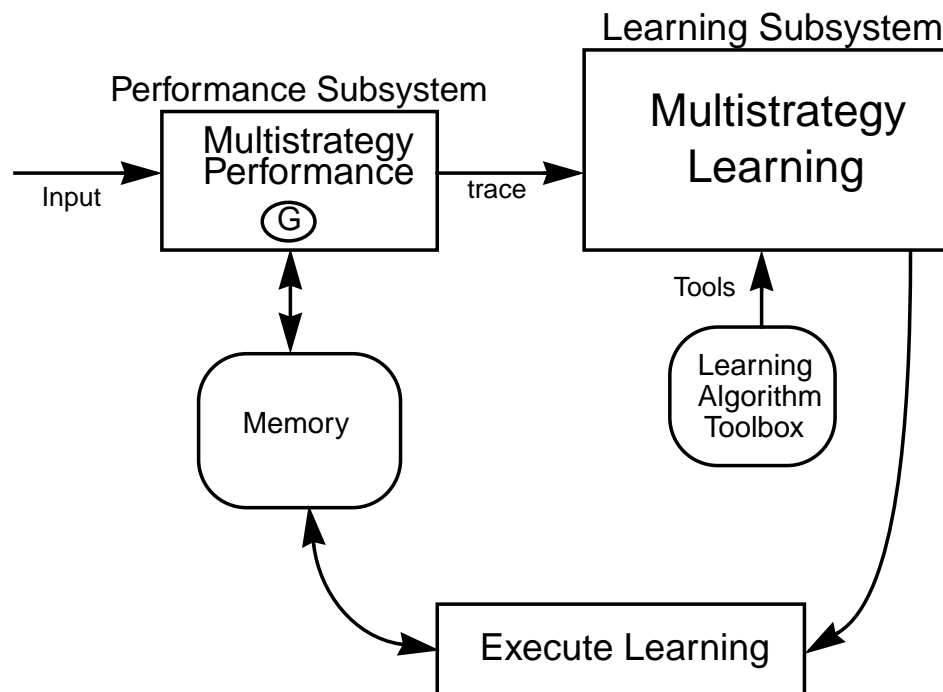 Learning Subsystem
Performance Subsystem
Multistrategy
Performance
G
Input
trace
Multistrategy
Learning
Tools
Learning
Algorithm
Toolbox
Memory
Execute Learning